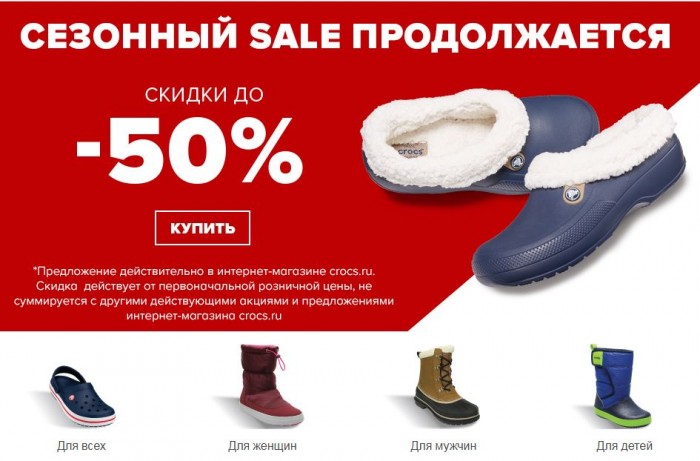 СЕЗОННЫЙ SALE ПРОДОЛЖАЕТСЯ
СКИДКИ ДО
-50%
КУПИТЬ
*Предложение действительно в интернет-магазине crocs.ru.
Скидка действует от первоначальной розничной цены, не
суммируется с другими действующими акциями и предложениями
интернет-магазина crocs.ru
crocs
Для всех
Для женщин
Для мужчин
Для детей